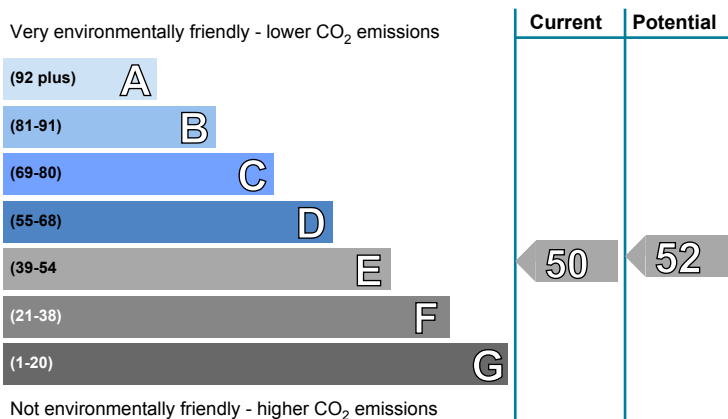 Current Potential
Very environmentally friendly - lower CO2 emissions
(92 plus) A
(81-91) B
(69-80) C
(55-68) D
(39-54 E 50 52
(21-38) F
(1-20) G
Not environmentally friendly - higher CO2 emissions